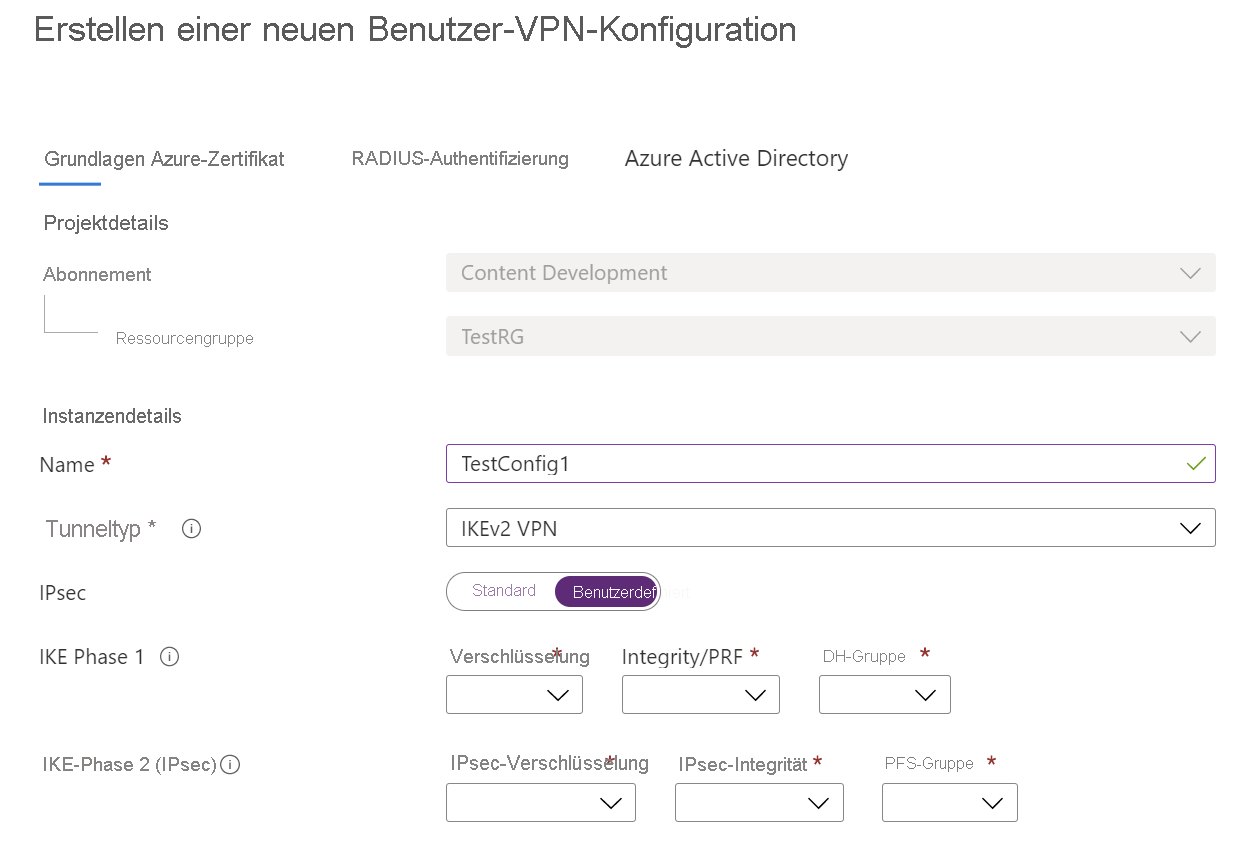 Erstellen einer neuen Benutzer-VPN-Konfiguration
Grundlagen Azure-Zertifikat RADIUS-Authentifizierung Azure Active Directory
Projektdetails
Abonnement Content Development
Ressourcengruppe TestRG
Instanzendetails
Name * TestConfig1
Tunneltyp * IKEv2 VPN
IPsec Standard Benutzerdefiniert
IKE Phase 1 Verschlüsselung * Integrity/PRF * DH-Gruppe *
IKE-Phase 2 (IPsec) IPsec-Verschlüsselung * IPsec-Integrität * PFS-Gruppe *